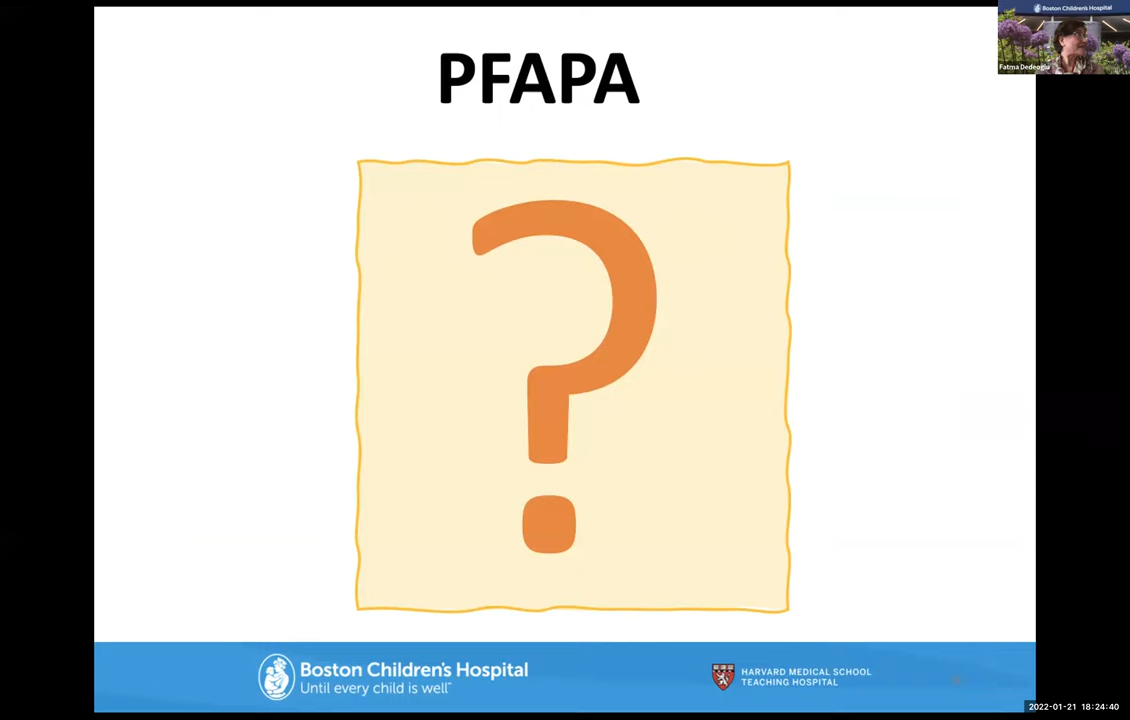 PFAPA
?
Boston Children's Hospital
Until every child is well™
HARVARD MEDICAL SCHOOL
TEACHING HOSPITAL
Boston Children's Hospital
Fatma Dedeoglu
2022-01-21 18:24:40